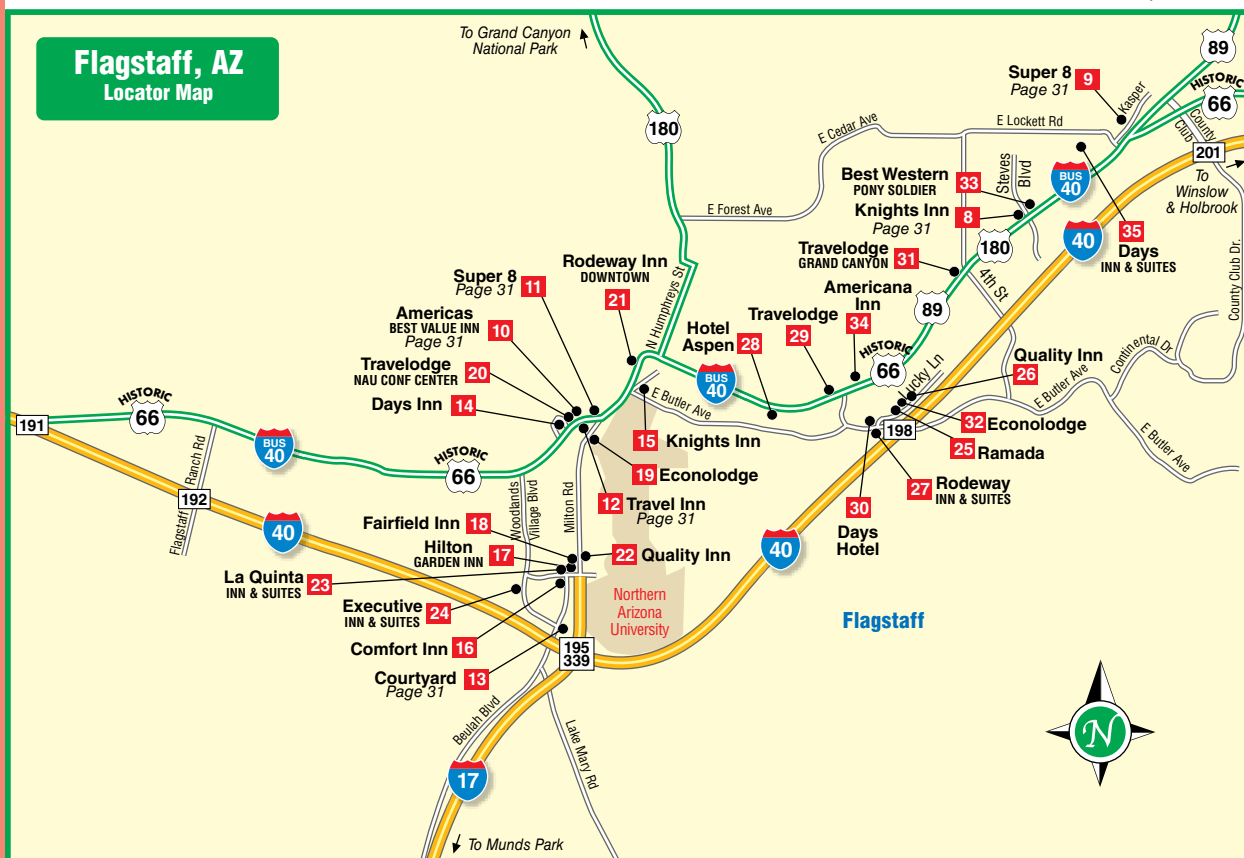 Flagstaff, AZ
Locator Map
To Grand Canyon
National Park
89
HISTORIC
66
Super 8 9
Page 31
Kasper
E Lockett Rd
County
Club
201
To
Winslow
& Holbrook
180
E Cedar Ave
BUS
40
Steves
Blvd
Best Western 33
PONY SOLDIER
Knights Inn 8
Page 31
E Forest Ave
180
40
35
Days
INN & SUITES
County Club Dr.
Travelodge 31
GRAND CANYON
4th St
89
Rodeway Inn
DOWNTOWN
21
N Humphreys St
Super 8 11
Page 31
Americas
BEST VALUE INN 10
Page 31
Travelodge 20
NAU CONF CENTER
Days Inn 14
Americana
Inn
34
Travelodge
29
Hotel
Aspen 28
HISTORIC
66
BUS
40
Quality Inn
26
Continental Dr
E Butler Ave
E Butler Ave
E Butler Ave
198
32 Econolodge
25 Ramada
27 Rodeway
INN & SUITES
30
Days
Hotel
191
HISTORIC
66
BUS
40
Flagstaff Ranch Rd
192
40
HISTORIC
66
15 Knights Inn
19 Econolodge
12 Travel Inn
Page 31
Woodlands
Village Blvd
Milton Rd
Fairfield Inn 18
Hilton 17
GARDEN INN
22 Quality Inn
La Quinta 23
INN & SUITES
Executive 24
INN & SUITES
Comfort Inn 16
Courtyard 13
Page 31
Northern
Arizona
University
40
Flagstaff
195
339
Beulah Blvd
Lake Mary Rd
17
To Munds Park
N